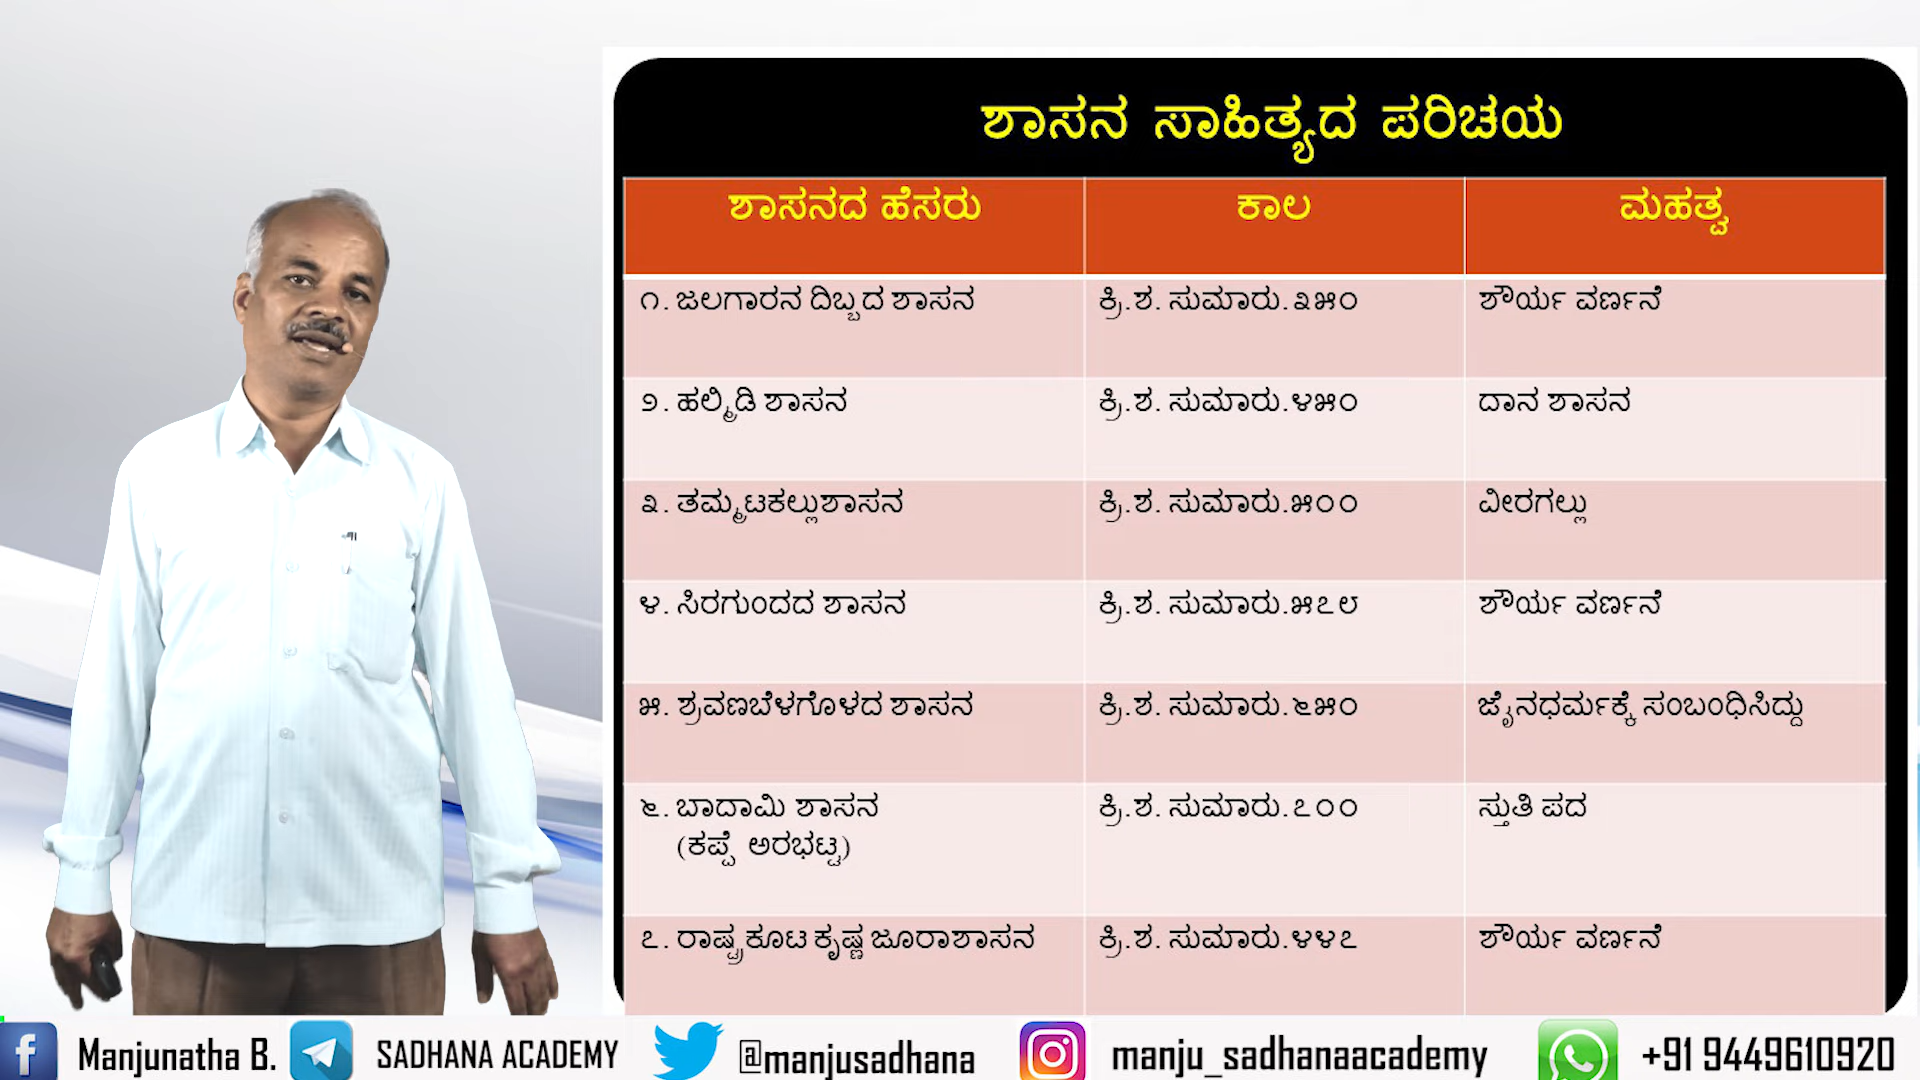 ಶಾಸನ ಸಾಹಿತ್ಯದ ಪರಿಚಯ
ಶಾಸನದ ಹೆಸರು ಕಾಲ ಮಹತ್ವ
೧. ಜಲಗಾರನ ದಿಬ್ಬದ ಶಾಸನ ಕ್ರಿ.ಶ. ಸುಮಾರು.೩೫೦ ಶೌರ್ಯ ವರ್ಣನೆ
೨. ಹಲ್ಮಿಡಿ ಶಾಸನ ಕ್ರಿ.ಶ. ಸುಮಾರು.೪೫೦ ದಾನ ಶಾಸನ
೩. ತಮ್ಮಟಕಲ್ಲುಶಾಸನ ಕ್ರಿ.ಶ. ಸುಮಾರು.೫೦೦ ವೀರಗಲ್ಲು
೪. ಸಿರಗುಂದದ ಶಾಸನ ಕ್ರಿ.ಶ. ಸುಮಾರು.೫೭೮ ಶೌರ್ಯ ವರ್ಣನೆ
೫. ಶ್ರವಣಬೆಳಗೊಳದ ಶಾಸನ ಕ್ರಿ.ಶ. ಸುಮಾರು.೬೫೦ ಜೈನಧರ್ಮಕ್ಕೆ ಸಂಬಂಧಿಸಿದ್ದು
೬. ಬಾದಾಮಿ ಶಾಸನ ಕ್ರಿ.ಶ. ಸುಮಾರು.೭೦೦ ಸ್ತುತಿ ಪದ
(ಕಪ್ಪೆ ಅರಭಟ್ಟ)
೭. ರಾಷ್ಟ್ರಕೂಟ ಕೃಷ್ಣ ಜೂರಾಶಾಸನ ಕ್ರಿ.ಶ. ಸುಮಾರು.೪೪೭ ಶೌರ್ಯ ವರ್ಣನೆ
Manjunatha B. SADHANA ACADEMY @manjusadhana manju_sadhanaacademy +91 9449610920